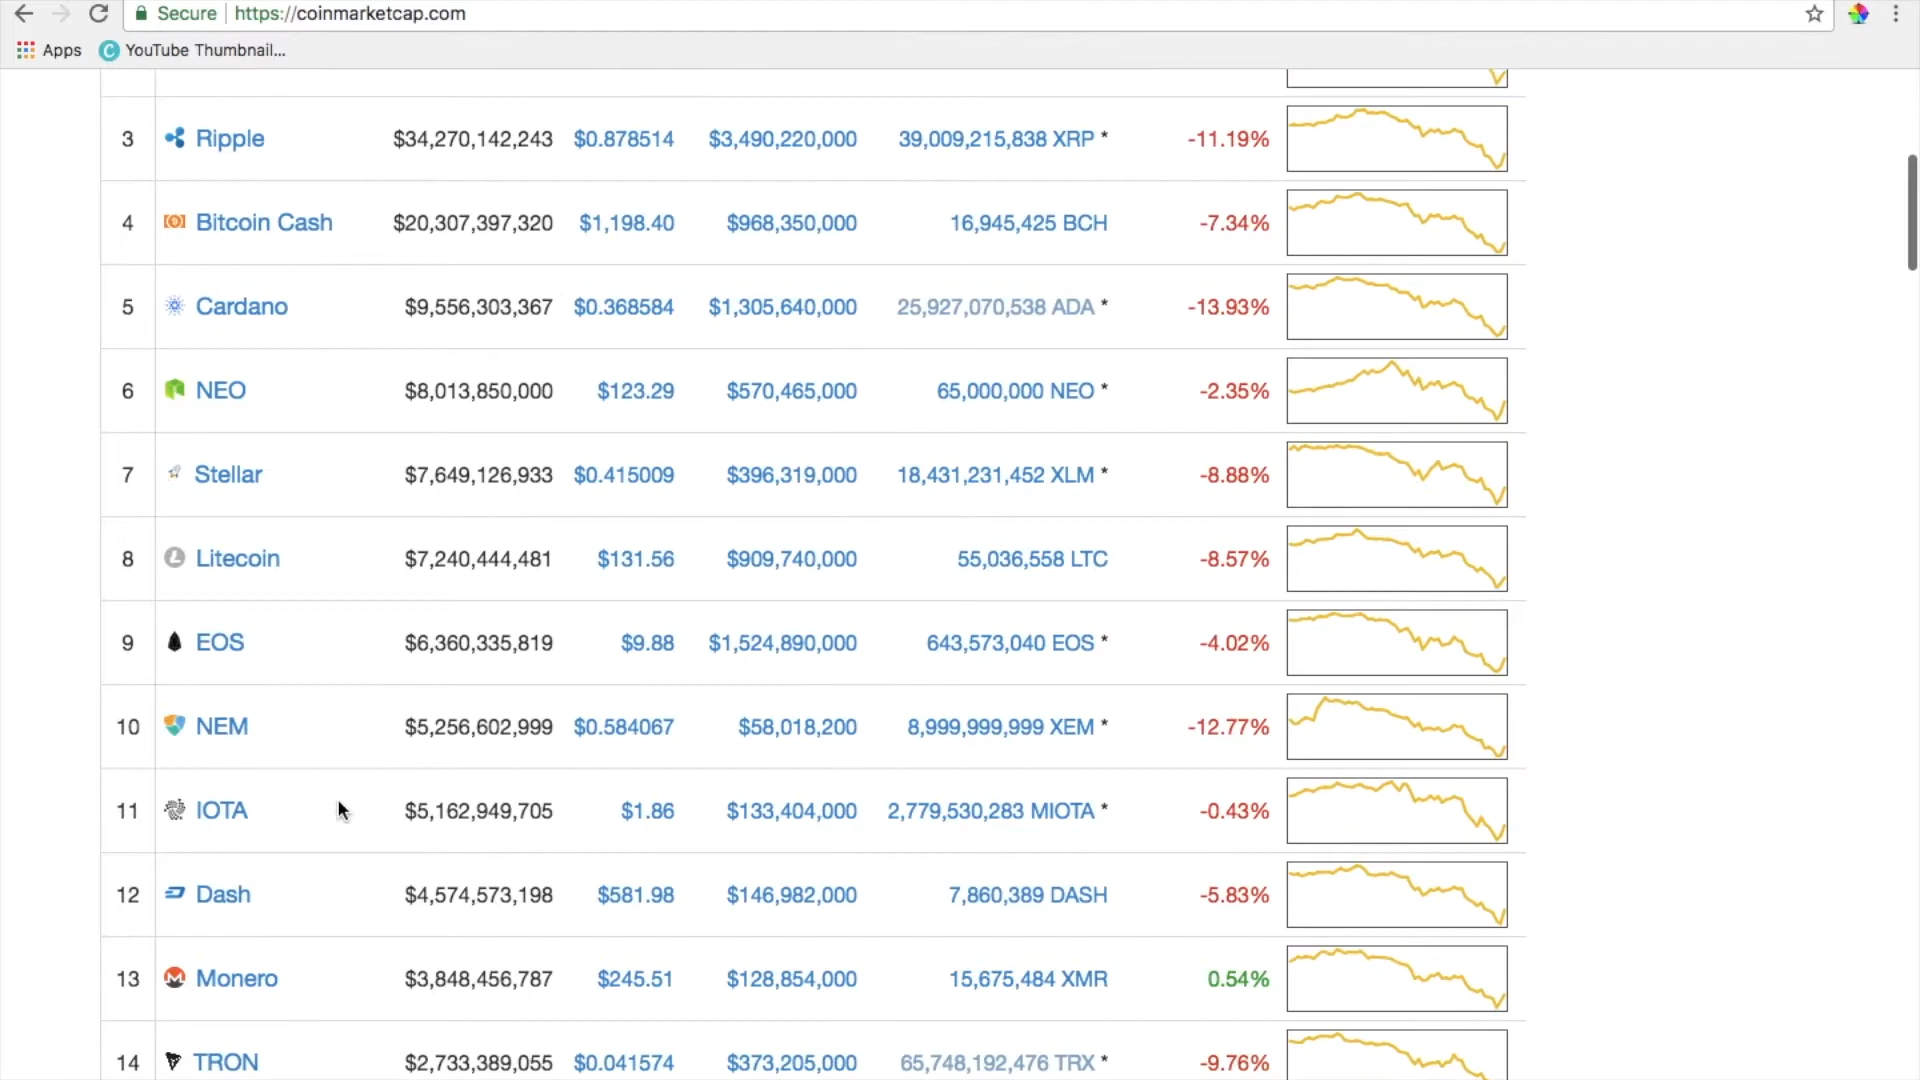 Secure | https://coinmarketcap.com
Apps YouTube Thumbnail...
3 Ripple $34,270,142,243 $0.878514 $3,490,220,000 39,009,215,838 XRP * -11.19%
4 Bitcoin Cash $20,307,397,320 $1,198.40 $968,350,000 16,945,425 BCH -7.34%
5 Cardano $9,556,303,367 $0.368584 $1,305,640,000 25,927,070,538 ADA * -13.93%
6 NEO $8,013,850,000 $123.29 $570,465,000 65,000,000 NEO * -2.35%
7 Stellar $7,649,126,933 $0.415009 $396,319,000 18,431,231,452 XLM * -8.88%
8 Litecoin $7,240,444,481 $131.56 $909,740,000 55,036,558 LTC -8.57%
9 EOS $6,360,335,819 $9.88 $1,524,890,000 643,573,040 EOS * -4.02%
10 NEM $5,256,602,999 $0.584067 $58,018,200 8,999,999,999 XEM * -12.77%
11 IOTA $5,162,949,705 $1.86 $133,404,000 2,779,530,283 MIOTA * -0.43%
12 Dash $4,574,573,198 $581.98 $146,982,000 7,860,389 DASH -5.83%
13 Monero $3,848,456,787 $245.51 $128,854,000 15,675,484 XMR 0.54%
14 TRON $2,733,389,055 $0.041574 $373,205,000 65,748,192,476 TRX * -9.76%